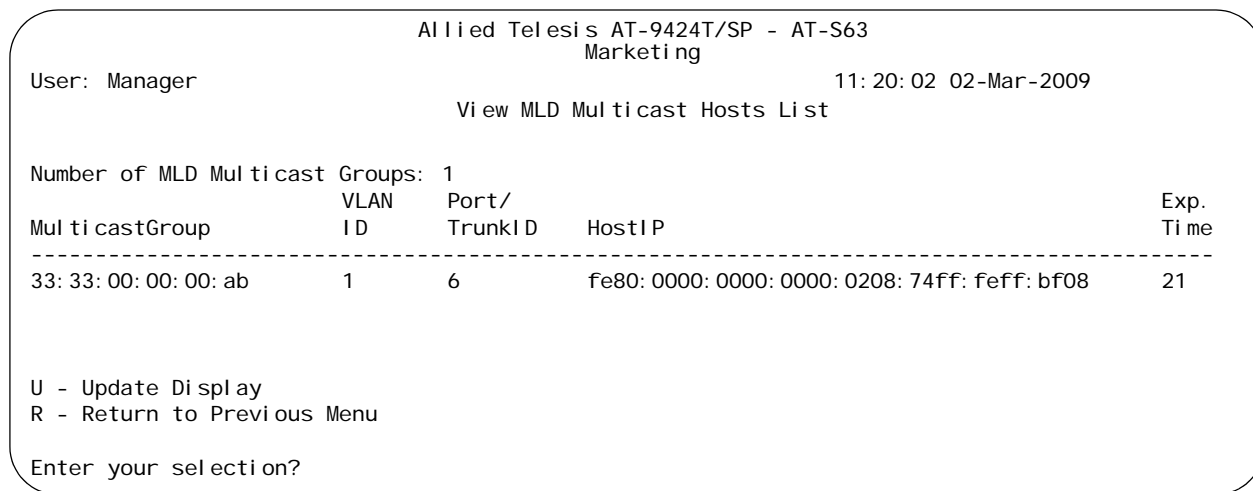 Allied Telesis AT-9424T/SP - AT-S63
Marketing
User: Manager 11:20:02 02-Mar-2009
View MLD Multicast Hosts List
Number of MLD Multicast Groups: 1
VLAN Port/ Exp.
MulticastGroup ID TrunkID HostIP Time
--------------------------------------------------------------------------------------------
33:33:00:00:00:ab 1 6 fe80:0000:0000:0000:0208:74ff:feff:bf08 21
U - Update Display
R - Return to Previous Menu
Enter your selection?